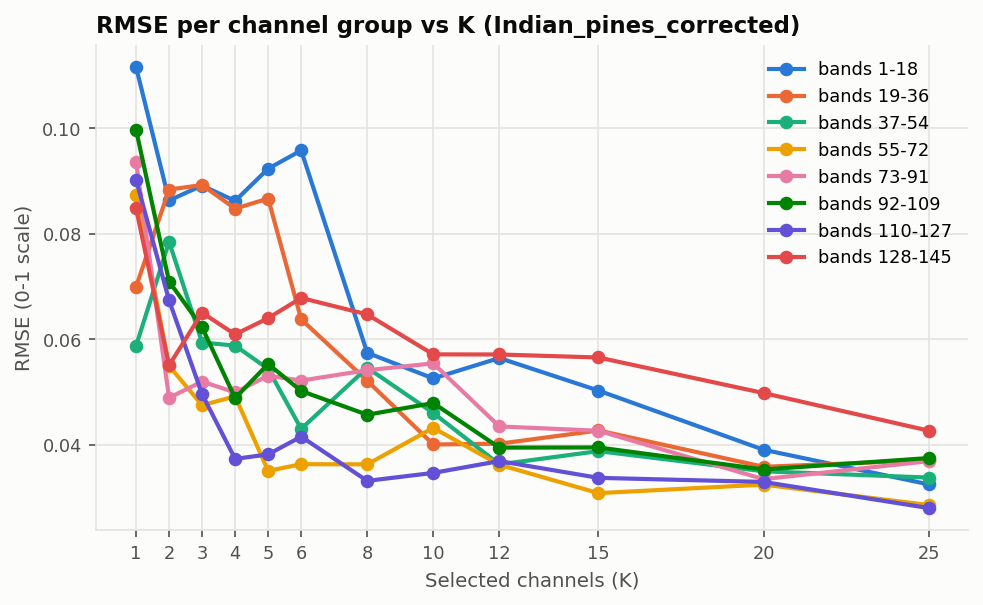 RMSE per channel group vs K (Indian_pines_corrected)
RMSE (0-1 scale)
0.10
0.08
0.06
0.04
bands 1-18
bands 19-36
bands 37-54
bands 55-72
bands 73-91
bands 92-109
bands 110-127
bands 128-145
1 2 3 4 5 6 8 10 12 15 20 25
Selected channels (K)